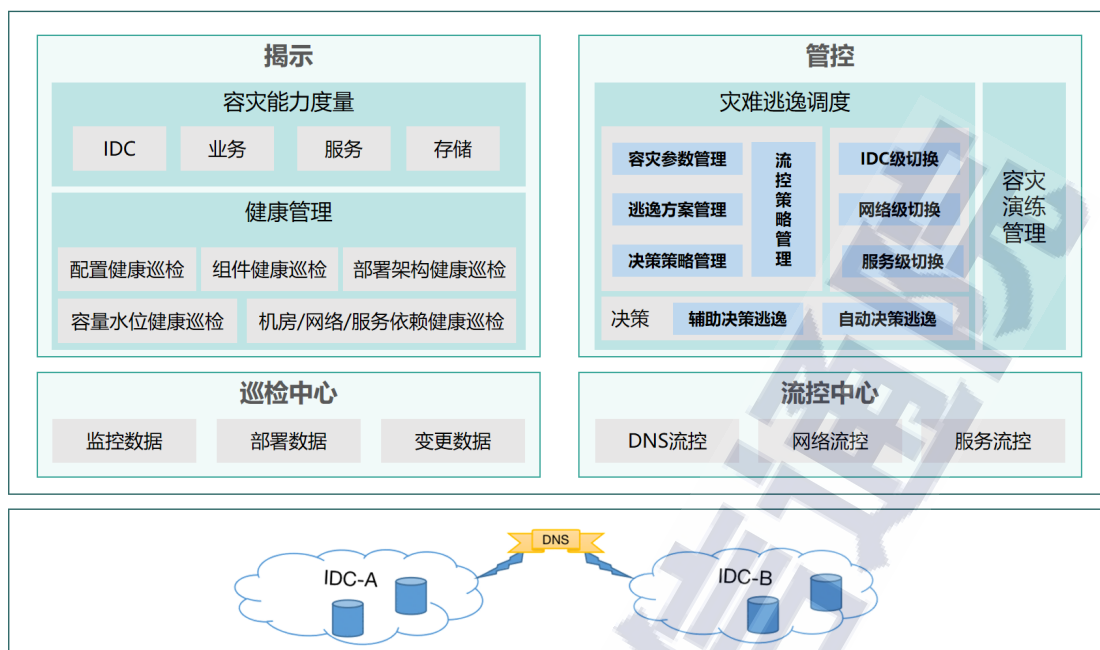 揭示
容灾能力度量
IDC
业务
服务
存储
健康管理
配置健康巡检
组件健康巡检
部署架构健康巡检
容量水位健康巡检
机房/网络/服务依赖健康巡检
管控
灾难逃逸调度
容灾参数管理
逃逸方案管理
决策策略管理
流控策略管理
IDC级切换
网络级切换
服务级切换
决策
辅助决策逃逸
自动决策逃逸
容灾
演练
管理
巡检中心
监控数据
部署数据
变更数据
流控中心
DNS流控
网络流控
服务流控
DNS
IDC-A
IDC-B
信通院